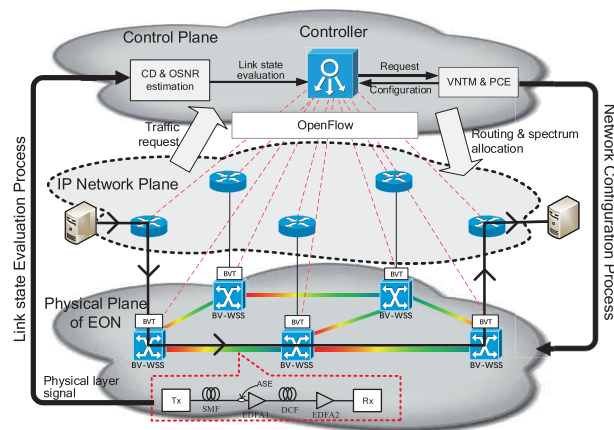 Control Plane
Controller
CD & OSNR
estimation
Link state
evaluation
Request
Configuration
VNTM & PCE
OpenFlow
Traffic
request
Routing & spectrum
allocation
IP Network Plane
Link state Evaluation Process
Network Configuration Process
BVT
BV-WSS
BVT
BV-WSS
Physical Plane
of EON
BVT
BV-WSS
BVT
BV-WSS
BVT
BV-WSS
Physical layer
signal
Tx
SMF
ASE
EDFA1
DCF
EDFA2
Rx